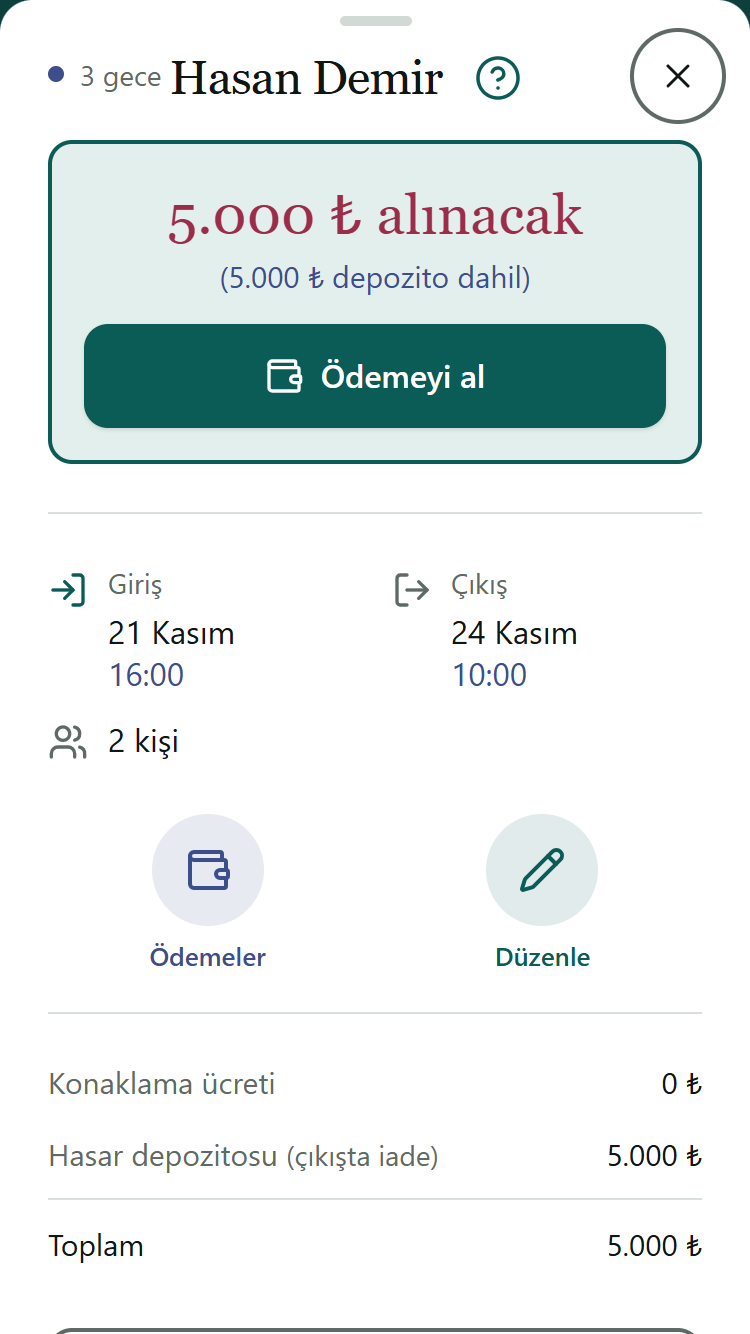 3 gece Hasan Demir ?
5.000 ₺ alınacak
(5.000 ₺ depozito dahil)
Ödemeyi al
Giriş
21 Kasım
16:00
Çıkış
24 Kasım
10:00
2 kişi
Ödemeler
Düzenle
Konaklama ücreti 0 ₺
Hasar depozitosu (çıkışta iade) 5.000 ₺
Toplam 5.000 ₺